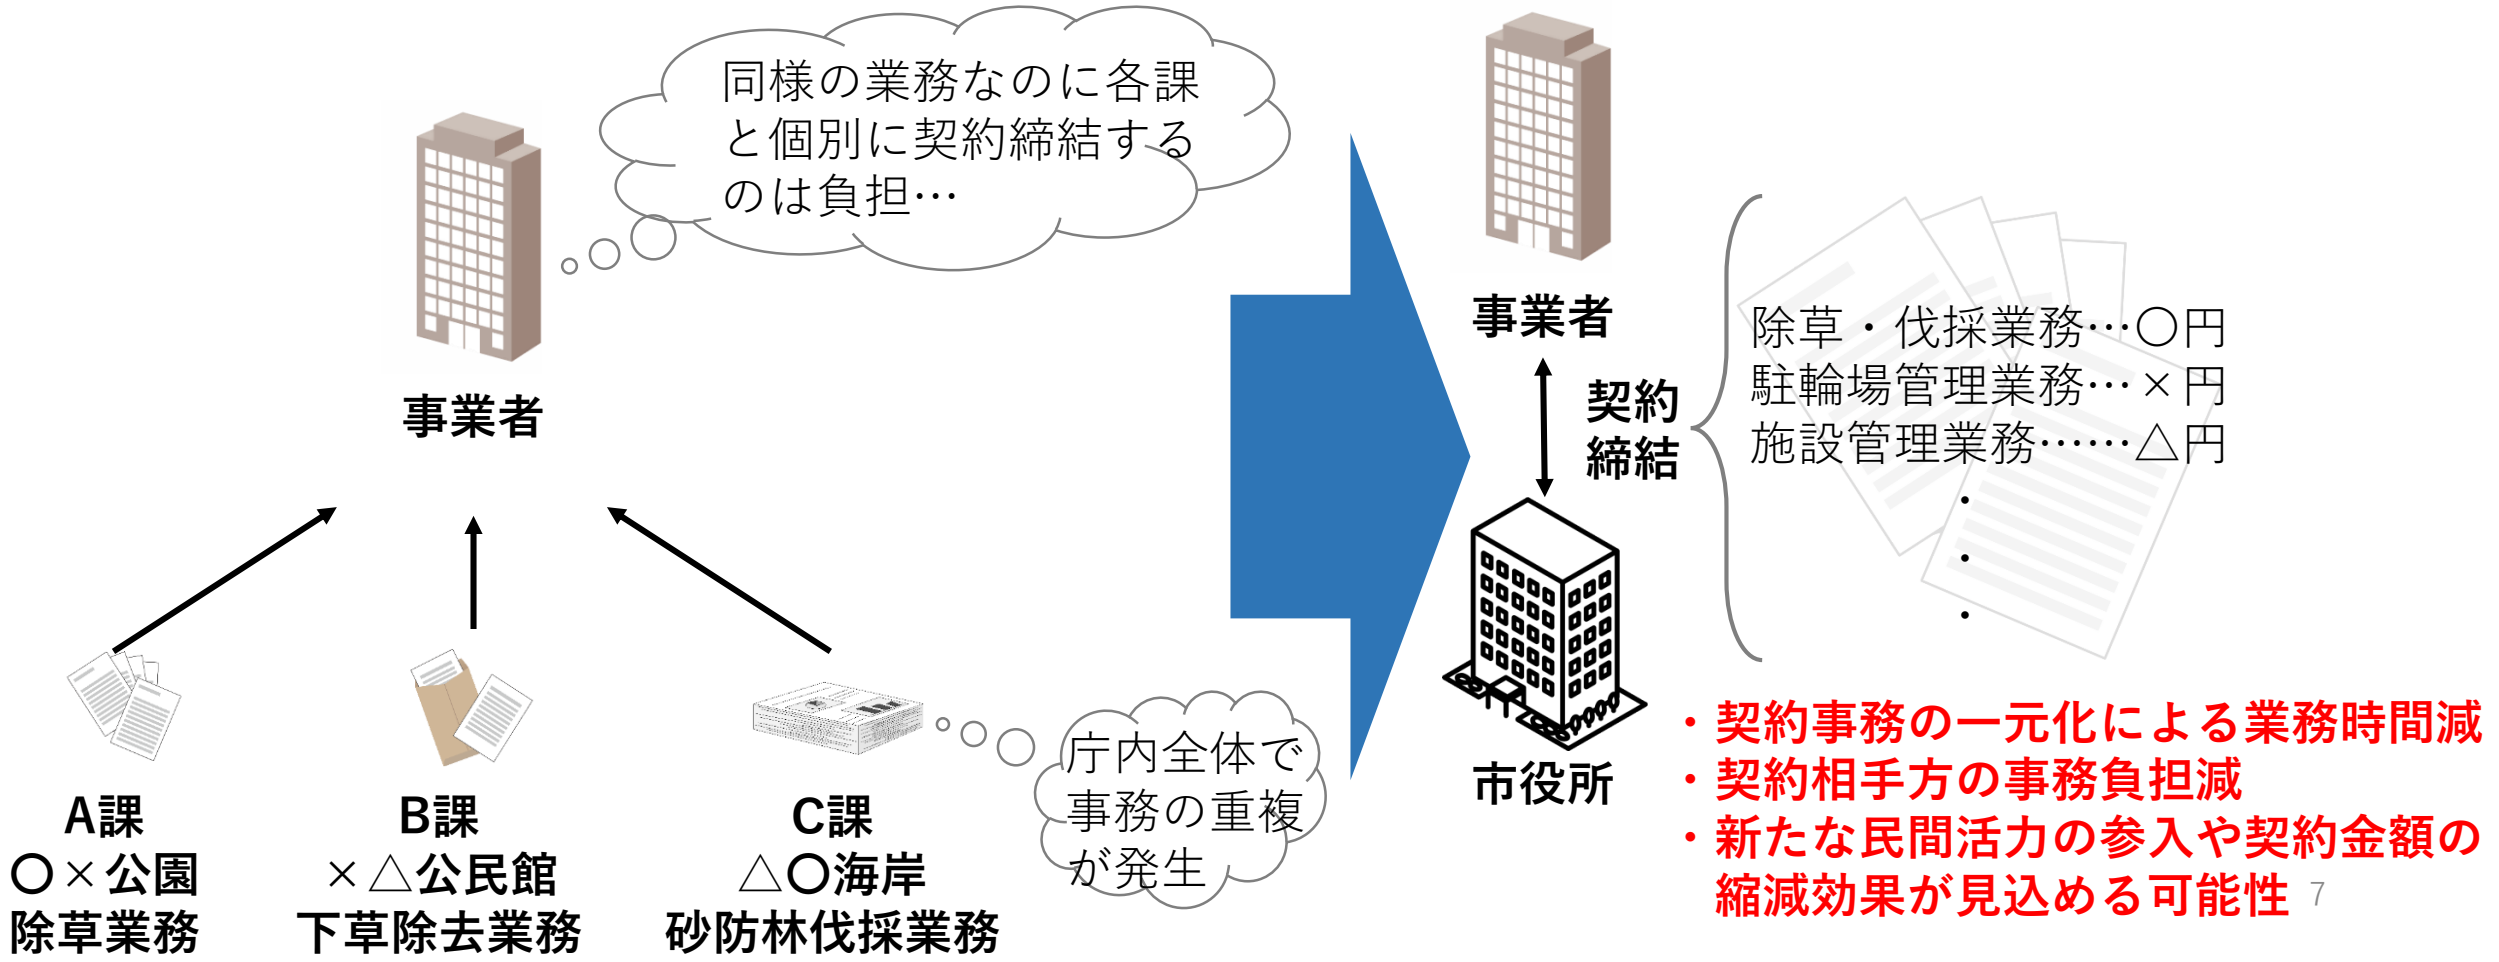 同様の業務なのに各課
と個別に契約締結する
のは負担…
事業者
A課
〇×公園
除草業務
B課
×△公民館
下草除去業務
C課
△〇海岸
砂防林伐採業務
庁内全体で
事務の重複
が発生
事業者
契約
締結
市役所
除草・伐採業務…〇円
駐輪場管理業務…×円
施設管理業務……△円
・
・
・
・契約事務の一元化による業務時間減
・契約相手方の事務負担減
・新たな民間活力の参入や契約金額の
縮減効果が見込める可能性
7